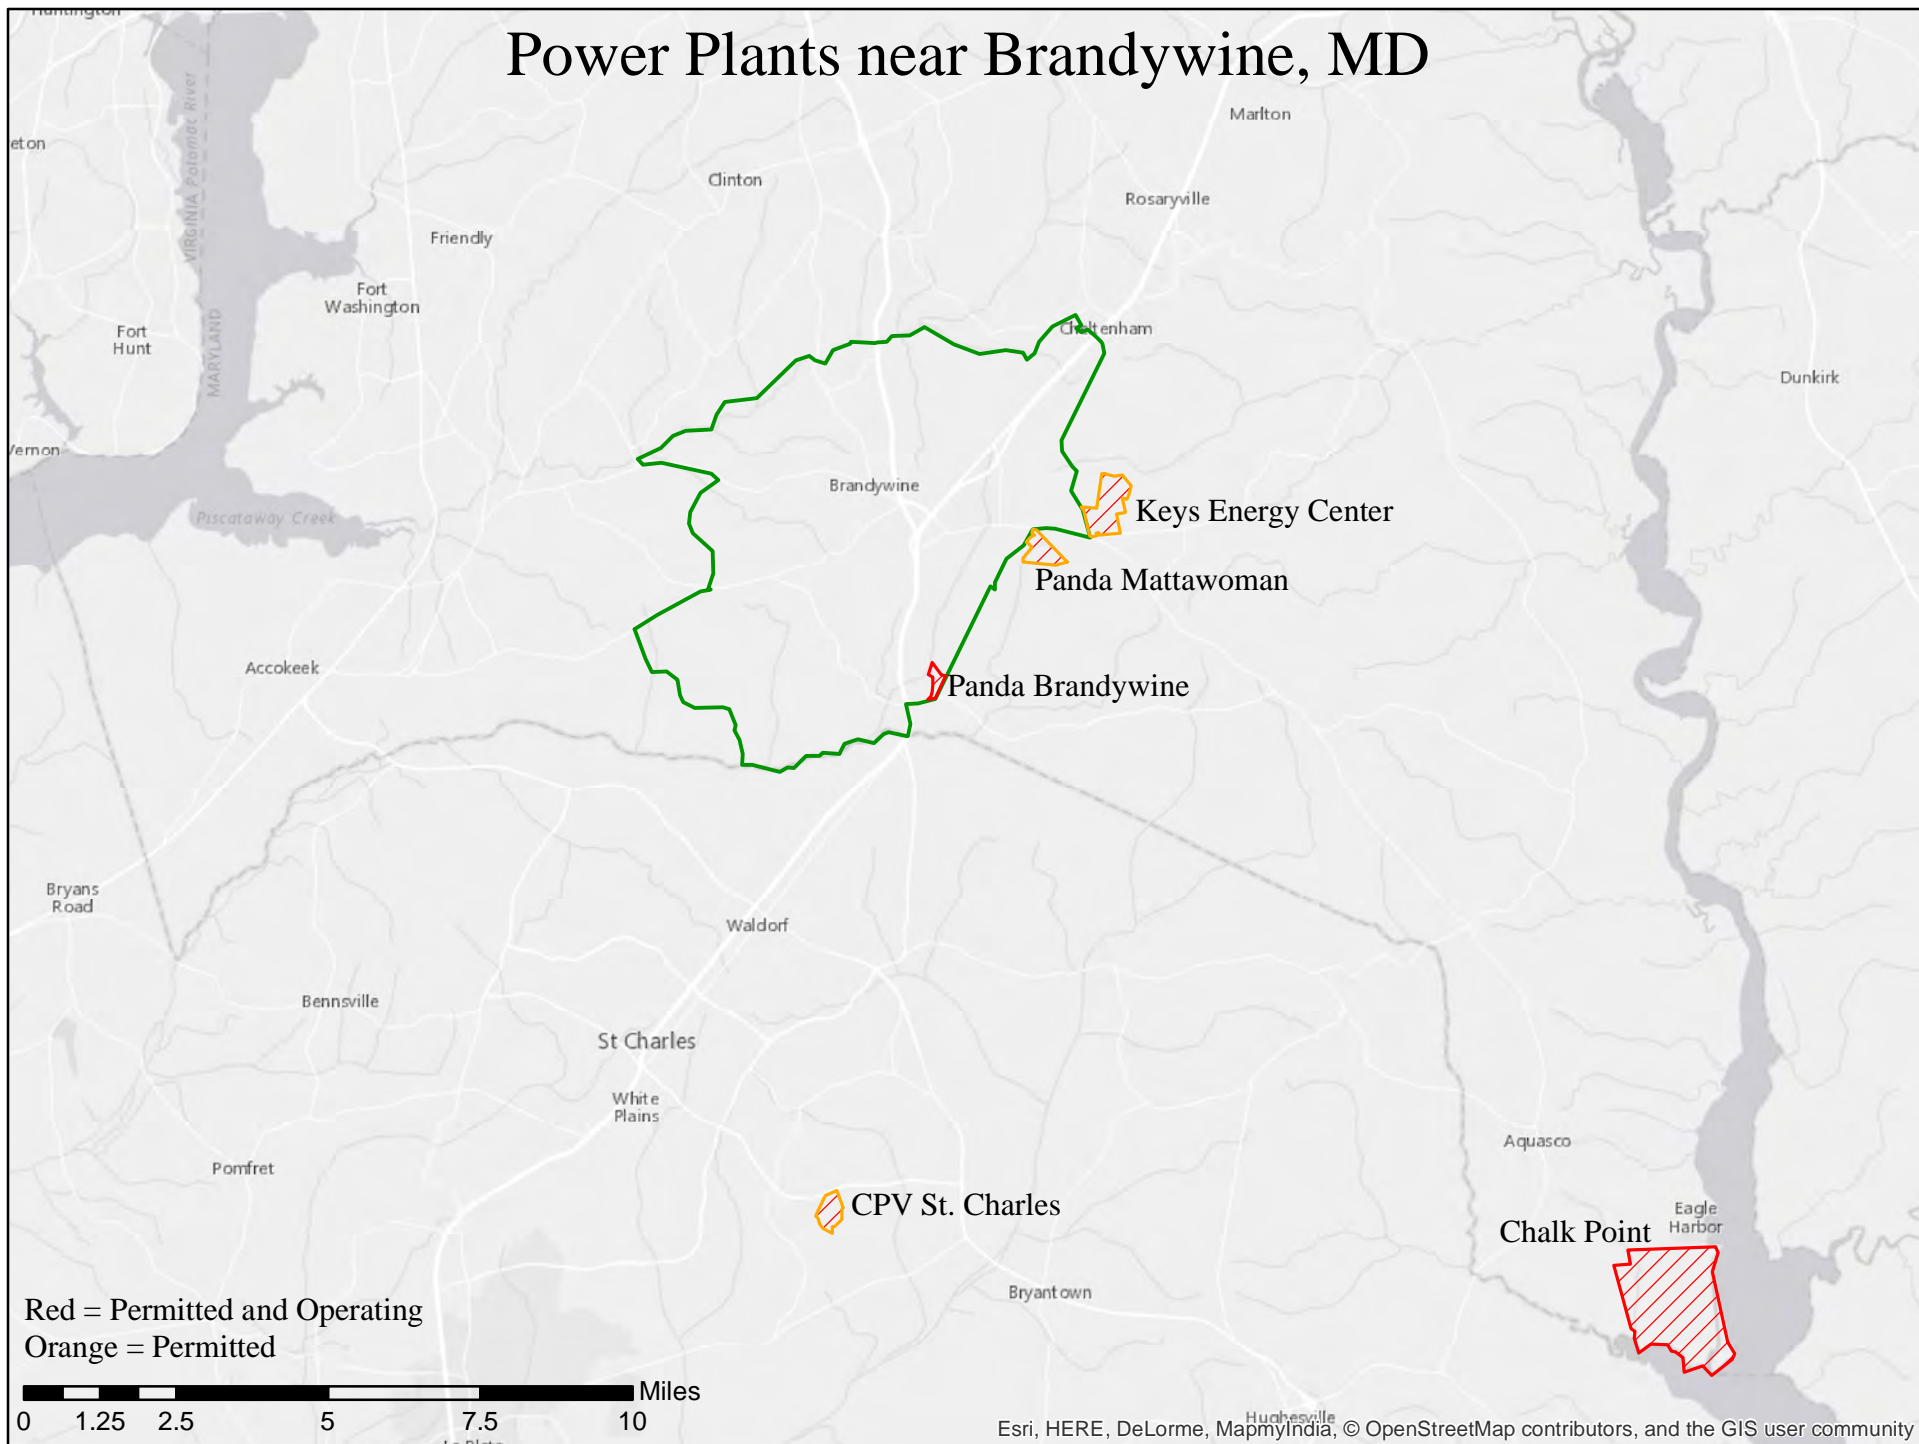 Huntington
Power Plants near Brandywine, MD
Marlton
eton
Clinton
Rosaryville
VIRGINIA Potomac River
MARYLAND
Friendly
Fort
Washington
Fort
Hunt
Cheltenham
Dunkirk
Vernon
Brandywine
Piscataway Creek
Keys Energy Center
Panda Mattawoman
Accokeek
Panda Brandywine
Bryans
Road
Waldorf
Bennsville
St Charles
White
Plains
Aquasco
Pomfret
CPV St. Charles
Eagle
Harbor
Chalk Point
Bryantown
Red = Permitted and Operating
Orange = Permitted
Miles
0 1.25 2.5 5 7.5 10
Hughesville
Esri, HERE, DeLorme, MapmyIndia, © OpenStreetMap contributors, and the GIS user community
La Plata